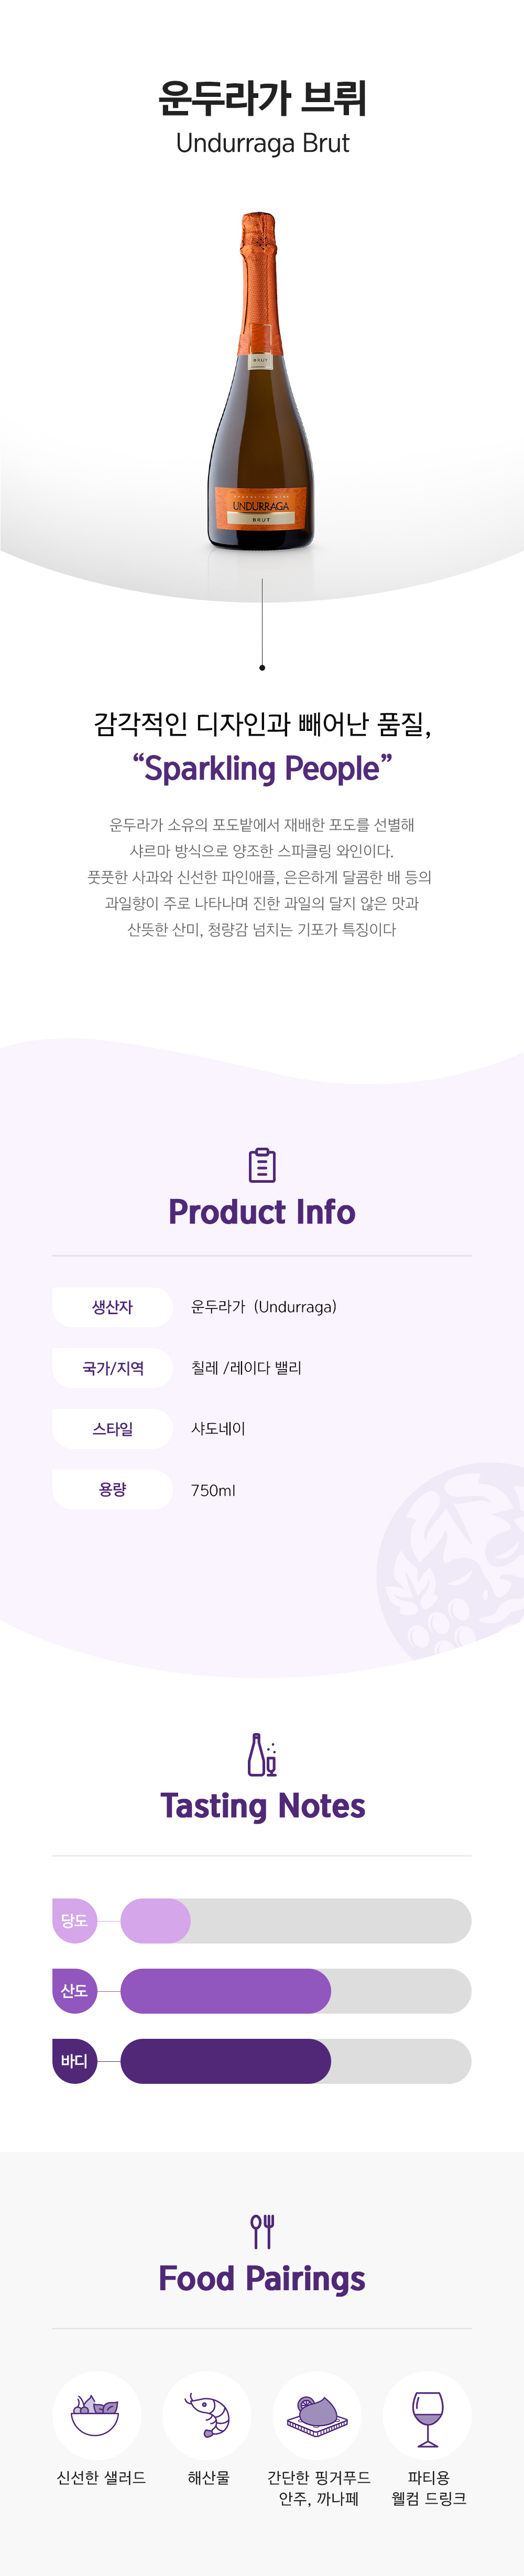 운두라가 브뤼
Undurraga Brut
BRUT
SPARKLING WINE
UNDURRAGA
BRUT
감각적인 디자인과 빼어난 품질,
“Sparkling People”
운두라가 소유의 포도밭에서 재배한 포도를 선별해
샤르마 방식으로 양조한 스파클링 와인이다.
풋풋한 사과와 신선한 파인애플, 은은하게 달콤한 배 등의
과일향이 주로 나타나며 진한 과일의 달지 않은 맛과
산뜻한 산미, 청량감 넘치는 기포가 특징이다
Product Info
생산자 운두라가 (Undurraga)
국가/지역 칠레 /레이다 밸리
스타일 샤도네이
용량 750ml
Tasting Notes
당도
산도
바디
Food Pairings
신선한 샐러드
해산물
간단한 핑거푸드
안주, 까나페
파티용
웰컴 드링크